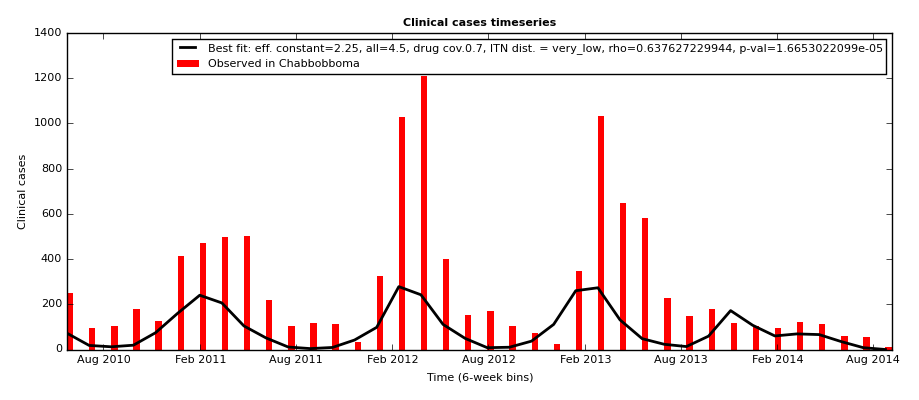 Clinical cases timeseries
Best fit: eff. constant=2.25, all=4.5, drug cov.0.7, ITN dist. = very_low, rho=0.637627229944, p-val=1.6653022099e-05
Observed in Chabbobboma
1400
1200
1000
800
600
400
200
0
Clinical cases
Aug 2010 Feb 2011 Aug 2011 Feb 2012 Aug 2012 Feb 2013 Aug 2013 Feb 2014 Aug 2014
Time (6-week bins)